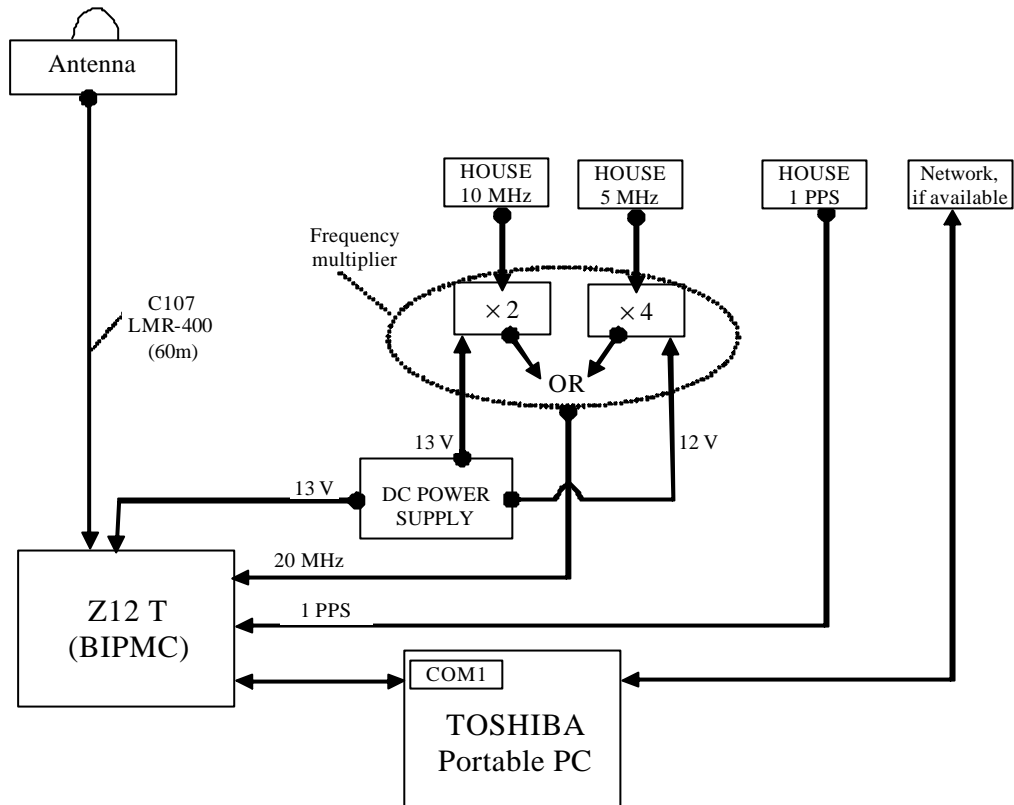 Antenna
HOUSE
10 MHz
HOUSE
5 MHz
HOUSE
1 PPS
Network,
if available
Frequency
multiplier
× 2
× 4
OR
C107
LMR-400
(60m)
13 V
12 V
13 V
DC POWER
SUPPLY
20 MHz
Z12 T
(BIPMC)
1 PPS
COM1
TOSHIBA
Portable PC